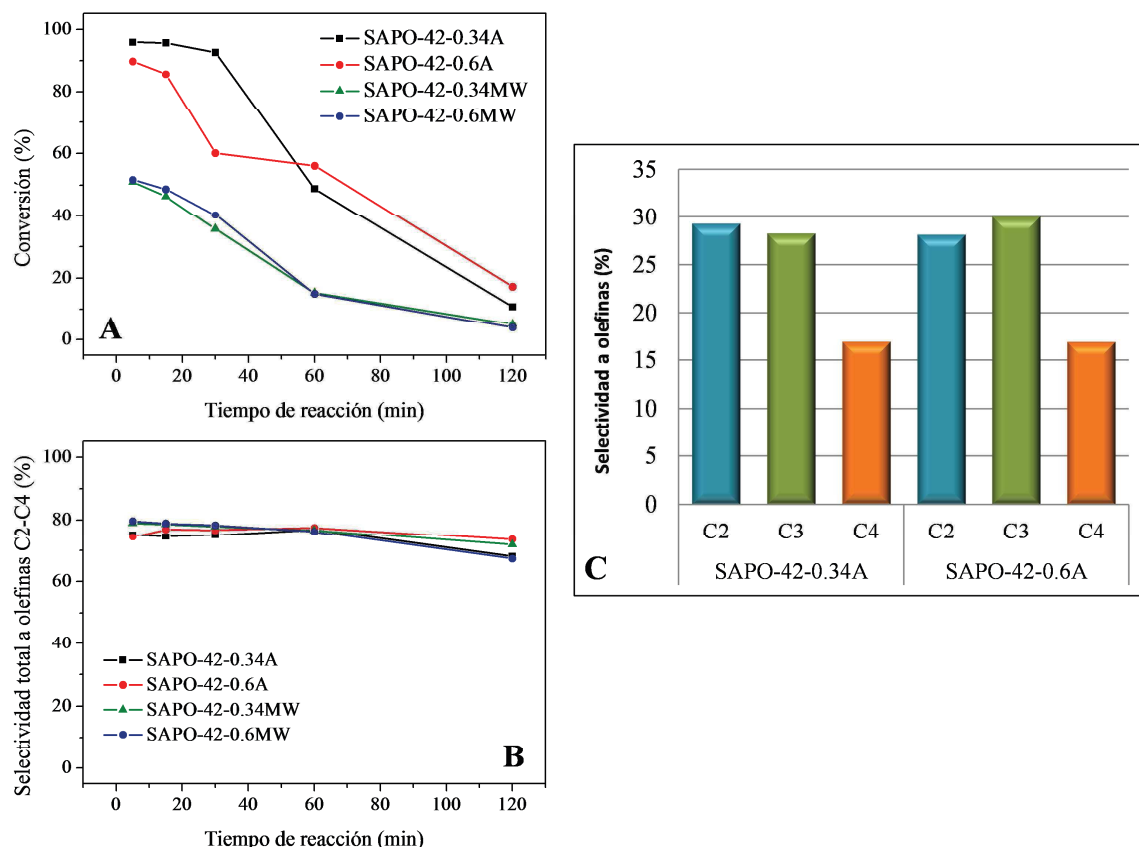 Conversión (%)
100
80
60
40
20
0
SAPO-42-0.34A
SAPO-42-0.6A
SAPO-42-0.34MW
SAPO-42-0.6MW
A
0 20 40 60 80 100 120
Tiempo de reacción (min)
Selectividad total a olefinas C2-C4 (%)
100
80
60
40
20
0
SAPO-42-0.34A
SAPO-42-0.6A
SAPO-42-0.34MW
SAPO-42-0.6MW
B
0 20 40 60 80 100 120
Tiempo de reacción (min)
Selectividad a olefinas (%)
35
30
25
20
15
10
5
0
C2 C3 C4 C2 C3 C4
SAPO-42-0.34A SAPO-42-0.6A
C